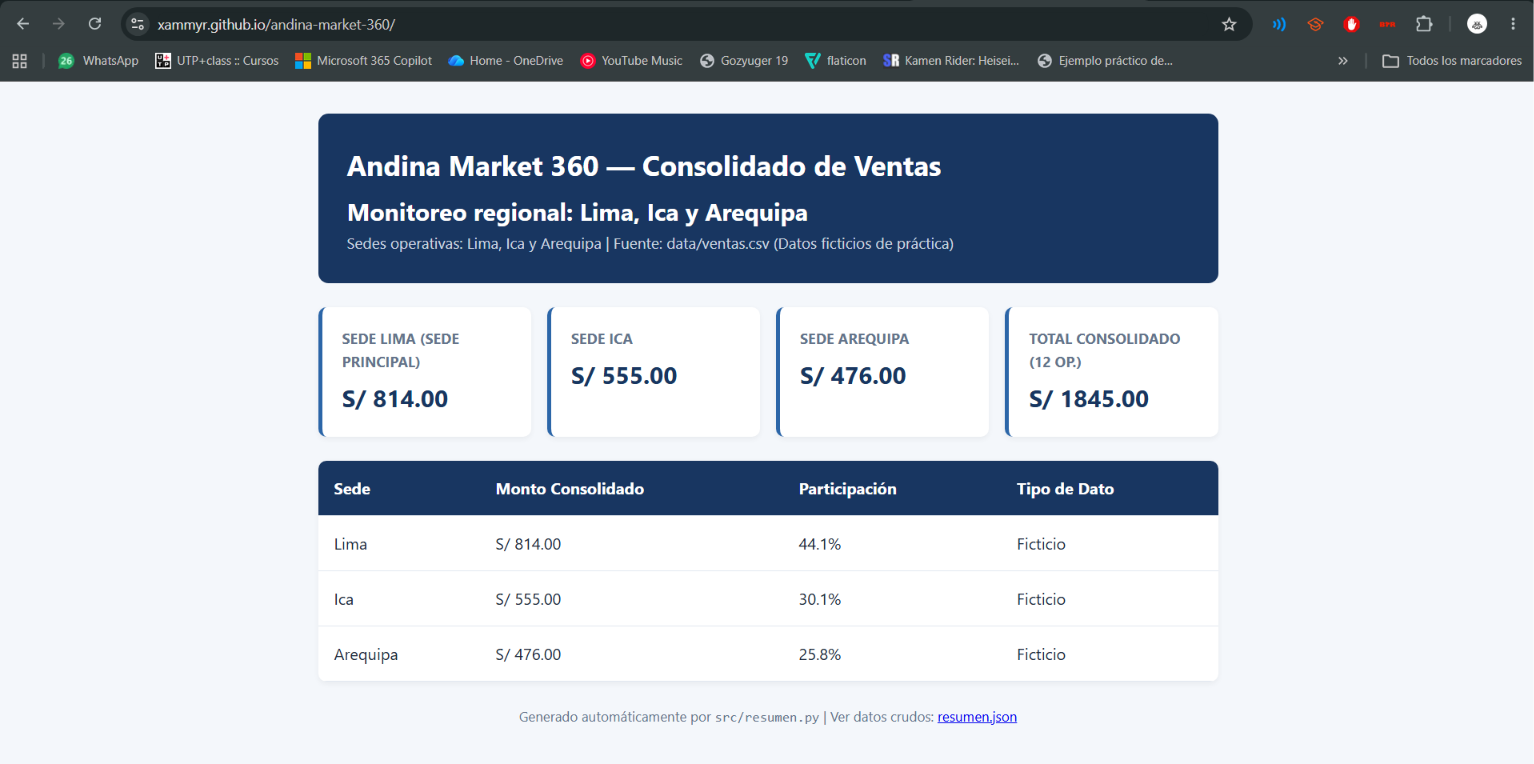 xammyr.github.io/andina-market-360/
26 WhatsApp UTP+class :: Cursos Microsoft 365 Copilot Home - OneDrive YouTube Music Gozyuger 19 flaticon SR Kamen Rider: Heisei... Ejemplo práctico de... » Todos los marcadores
Andina Market 360 — Consolidado de Ventas
Monitoreo regional: Lima, Ica y Arequipa
Sedes operativas: Lima, Ica y Arequipa | Fuente: data/ventas.csv (Datos ficticios de práctica)
SEDE LIMA (SEDE
PRINCIPAL)
S/ 814.00
SEDE ICA
S/ 555.00
SEDE AREQUIPA
S/ 476.00
TOTAL CONSOLIDADO
(12 OP.)
S/ 1845.00
Sede Monto Consolidado Participación Tipo de Dato
Lima S/ 814.00 44.1% Ficticio
Ica S/ 555.00 30.1% Ficticio
Arequipa S/ 476.00 25.8% Ficticio
Generado automáticamente por src/resumen.py | Ver datos crudos: resumen.json